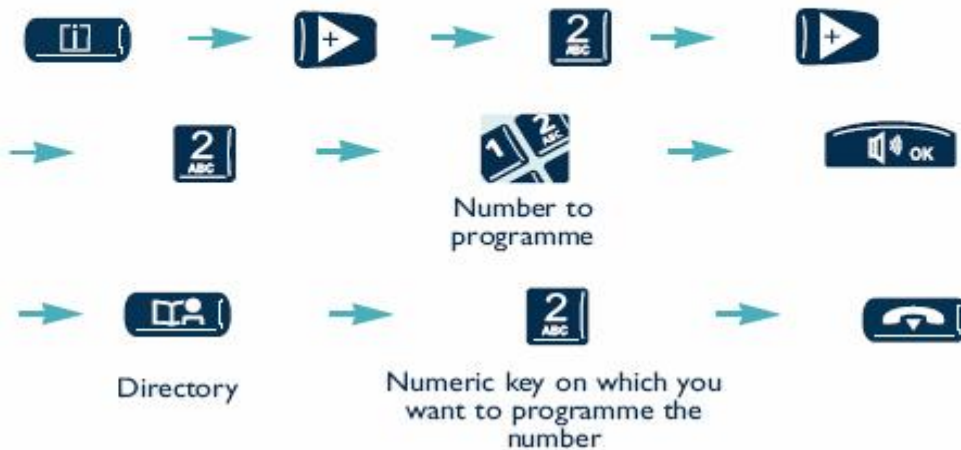 i + 2 ABC +
2 ABC 1 2 OK
Number to
programme
2 ABC
Directory
Numeric key on which you
want to programme the
number